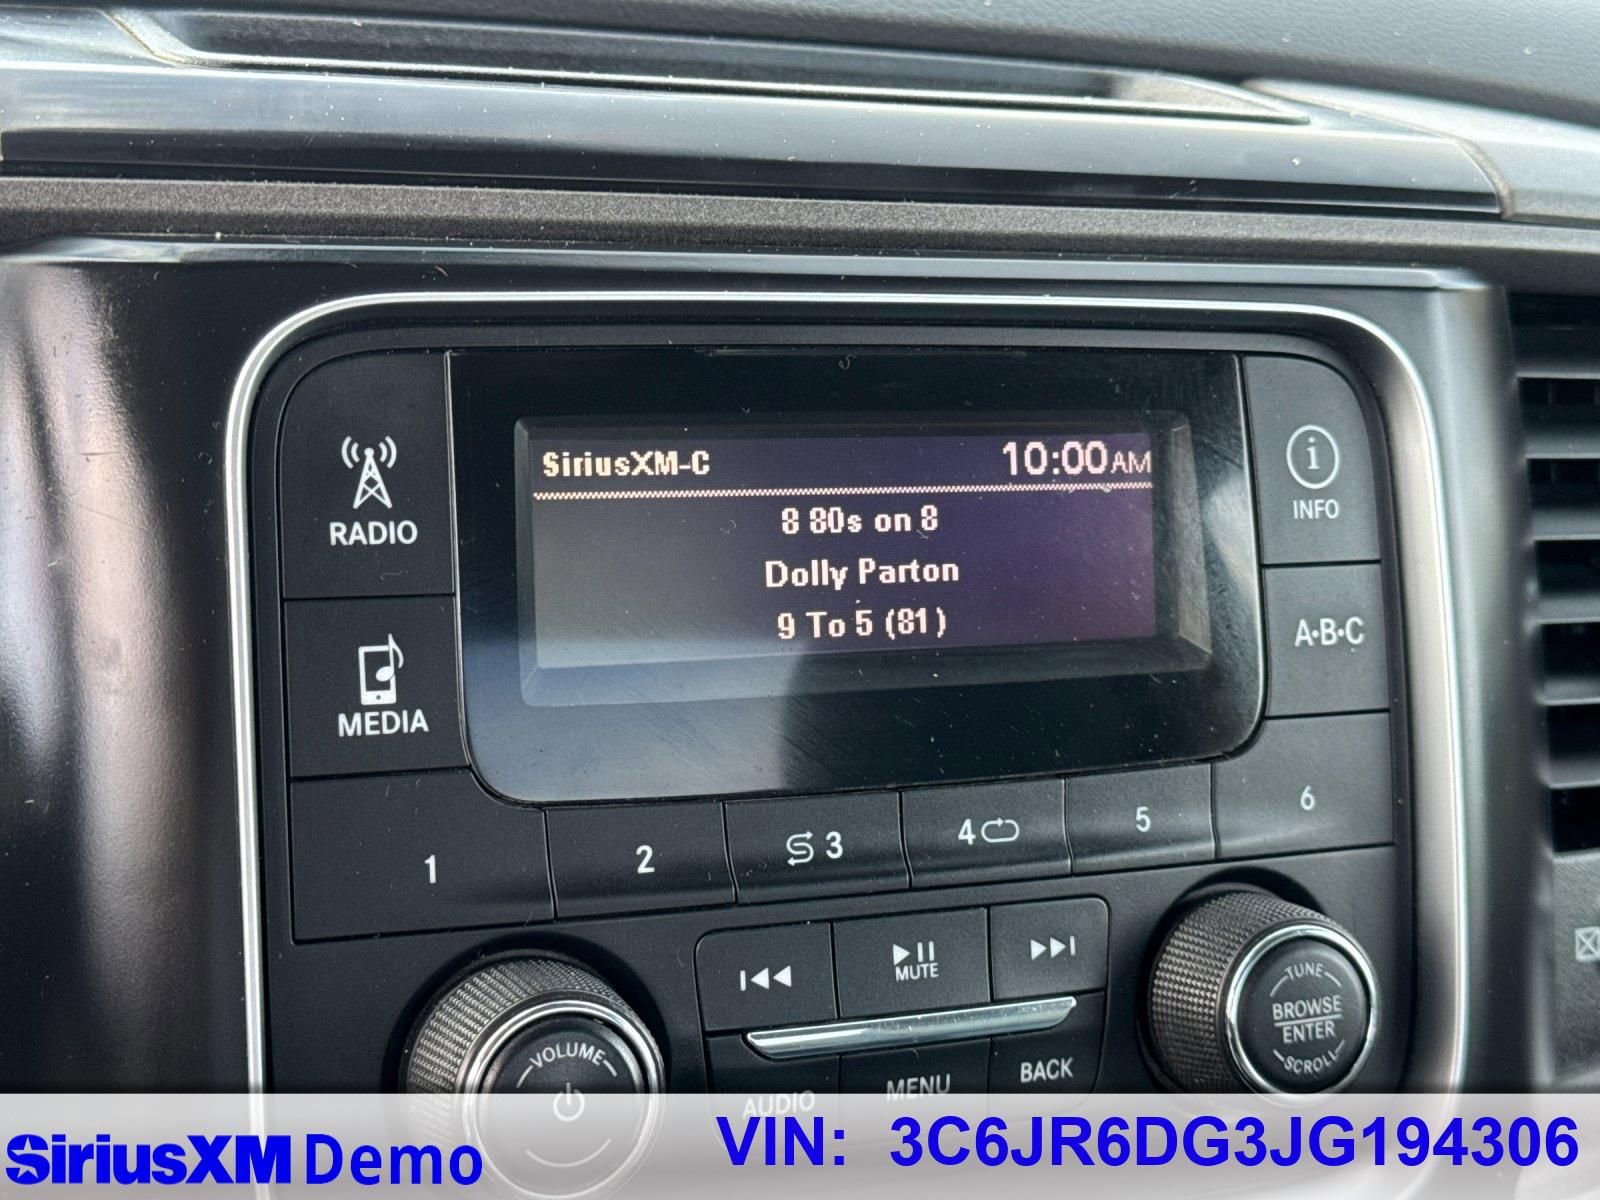 SiriusXM-C 10:00AM
8 80s on 8
Dolly Parton
9 To 5 (81)
RADIO
MEDIA
i
INFO
A•B•C
1
2
3
4
5
6
MUTE
AUDIO
MENU
BACK
VOLUME
TUNE
BROWSE
ENTER
SCROLL
SiriusXM Demo
VIN: 3C6JR6DG3JG194306